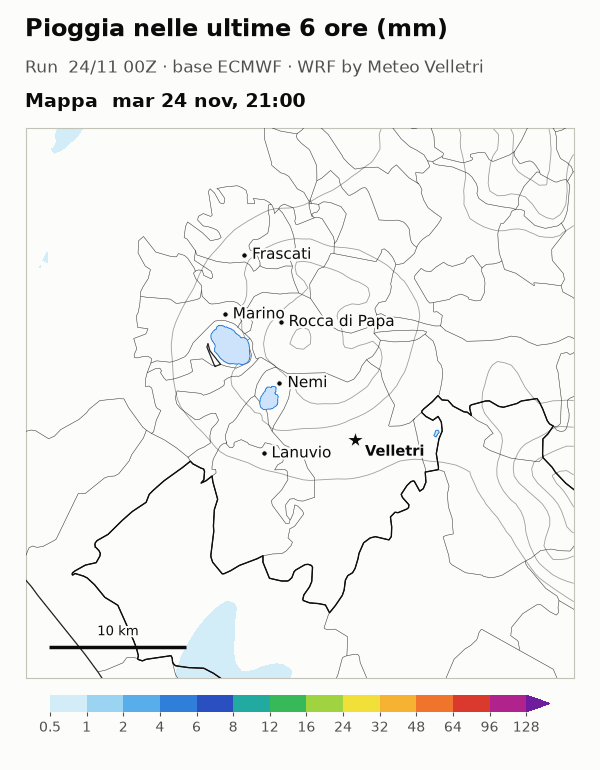 Pioggia nelle ultime 6 ore (mm)
Run  24/11 00Z · base ECMWF · WRF by Meteo Velletri
Mappa  mar 24 nov, 21:00
Frascati
Marino
Rocca di Papa
Nemi
Velletri
Lanuvio
10 km
0.5 1 2 4 6 8 12 16 24 32 48 64 96 128